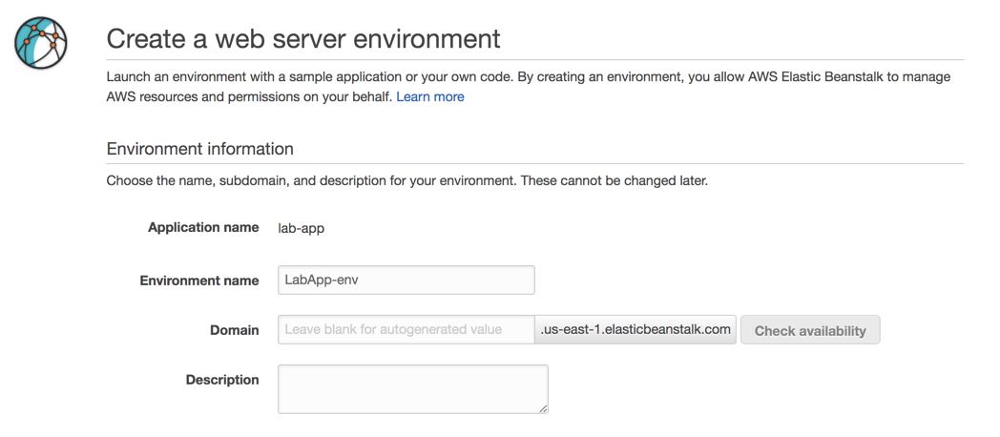 Create a web server environment
Launch an environment with a sample application or your own code. By creating an environment, you allow AWS Elastic Beanstalk to manage
AWS resources and permissions on your behalf. Learn more
Environment information
Choose the name, subdomain, and description for your environment. These cannot be changed later.
Application name lab-app
Environment name LabApp-env
Domain Leave blank for autogenerated value .us-east-1.elasticbeanstalk.com Check availability
Description